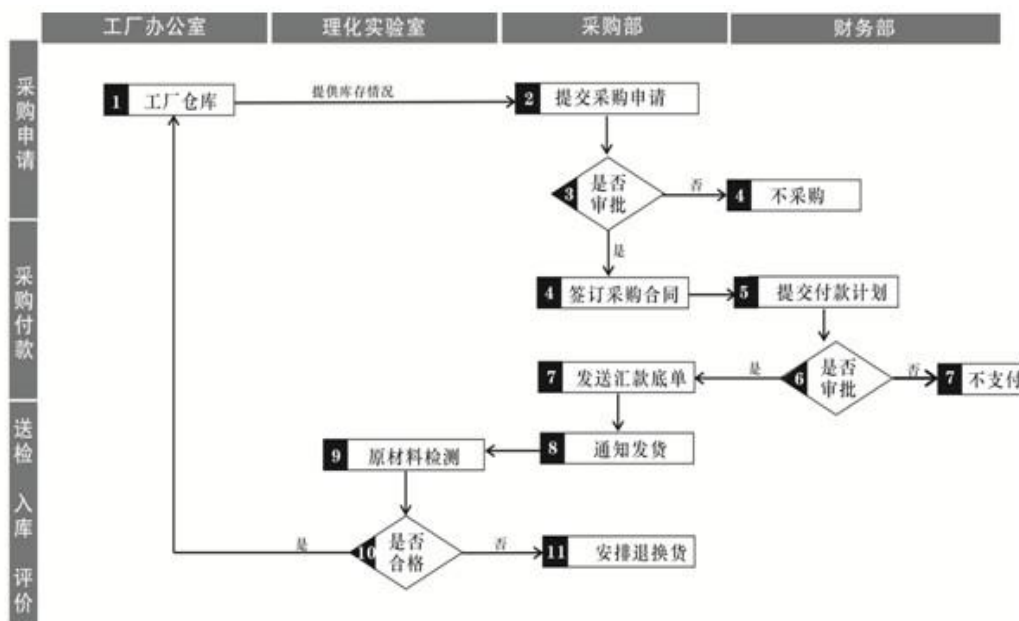 工厂办公室
理化实验室
采购部
财务部
采购申请
1 工厂仓库
提供库存情况
2 提交采购申请
3 是否
审批
否
4 不采购
是
采购付款
4 签订采购合同
5 提交付款计划
6 是否
审批
是
否
7 发送汇款底单
7 不支付
送检 入库 评价
8 通知发货
9 原材料检测
10 是否
合格
是
否
11 安排退换货